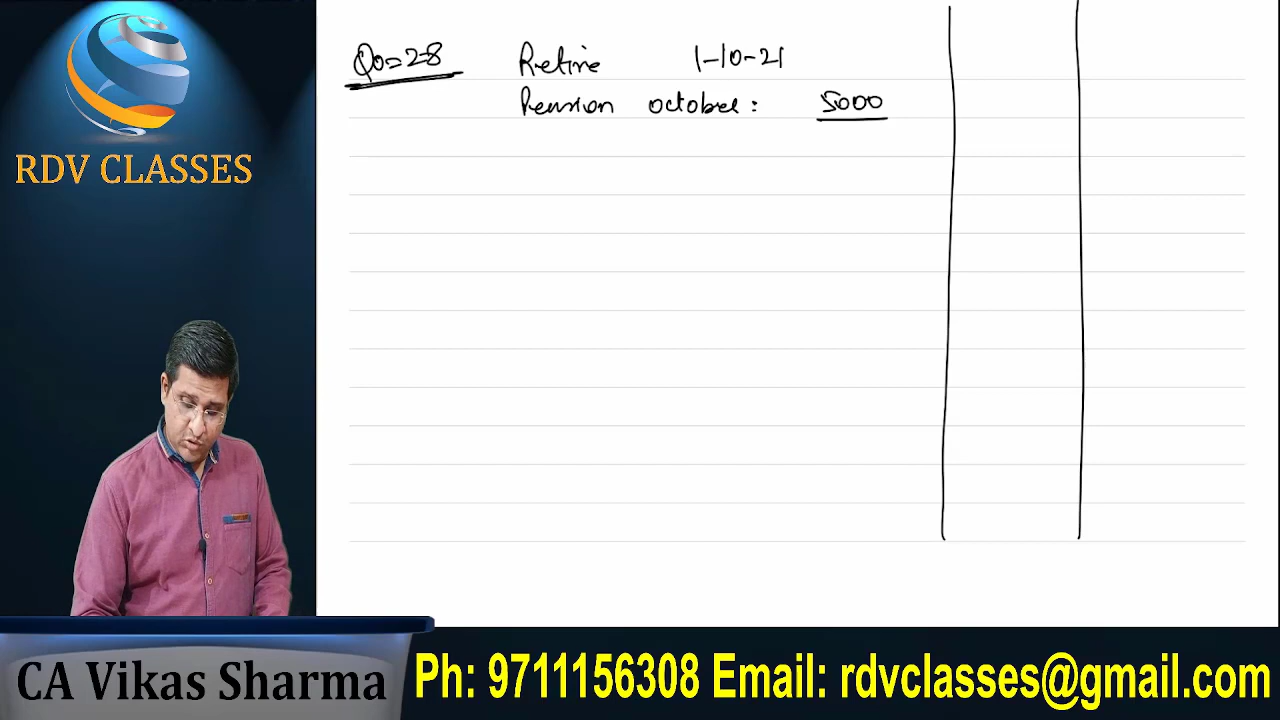 RDV CLASSES
Qo=28 Retire 1-10-21
Pension october : 5000
CA Vikas Sharma
Ph: 9711156308 Email: rdvclasses@gmail.com